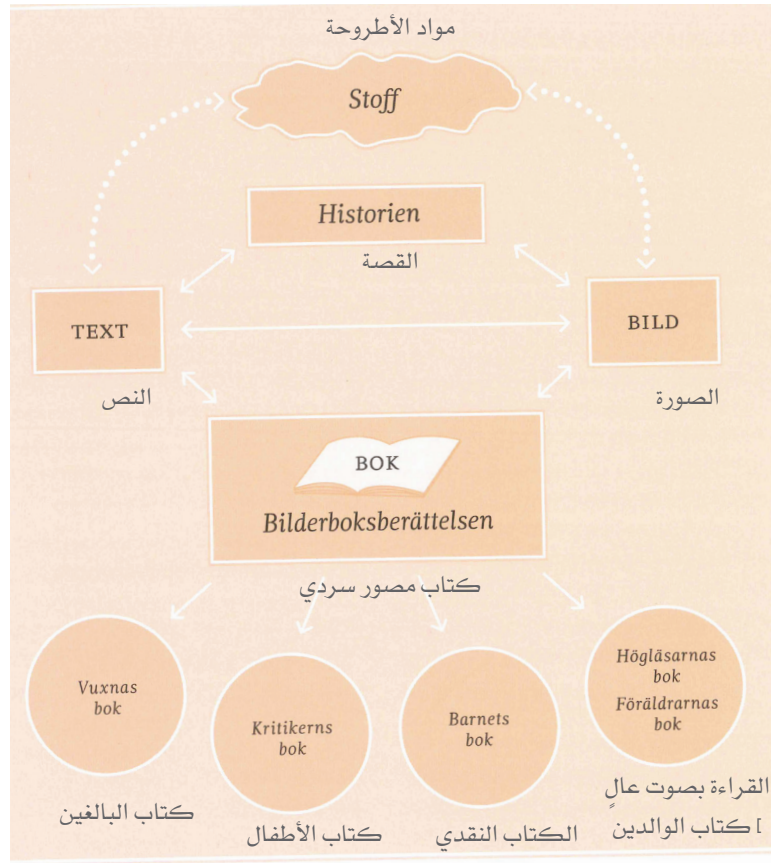 مواد الأطروحة
Stoff
Historien
القصة
TEXT
BILD
النص
الصورة
BOK
Bilderboksberättelsen
كتاب مصور سردي
Vuxnas
bok
Kritikerns
bok
Barnets
bok
Högläsarnas
bok
Föräldrarnas
bok
كتاب البالغين
كتاب الأطفال
الكتاب النقدي
القراءة بصوت عالٍ
[ كتاب الوالدين